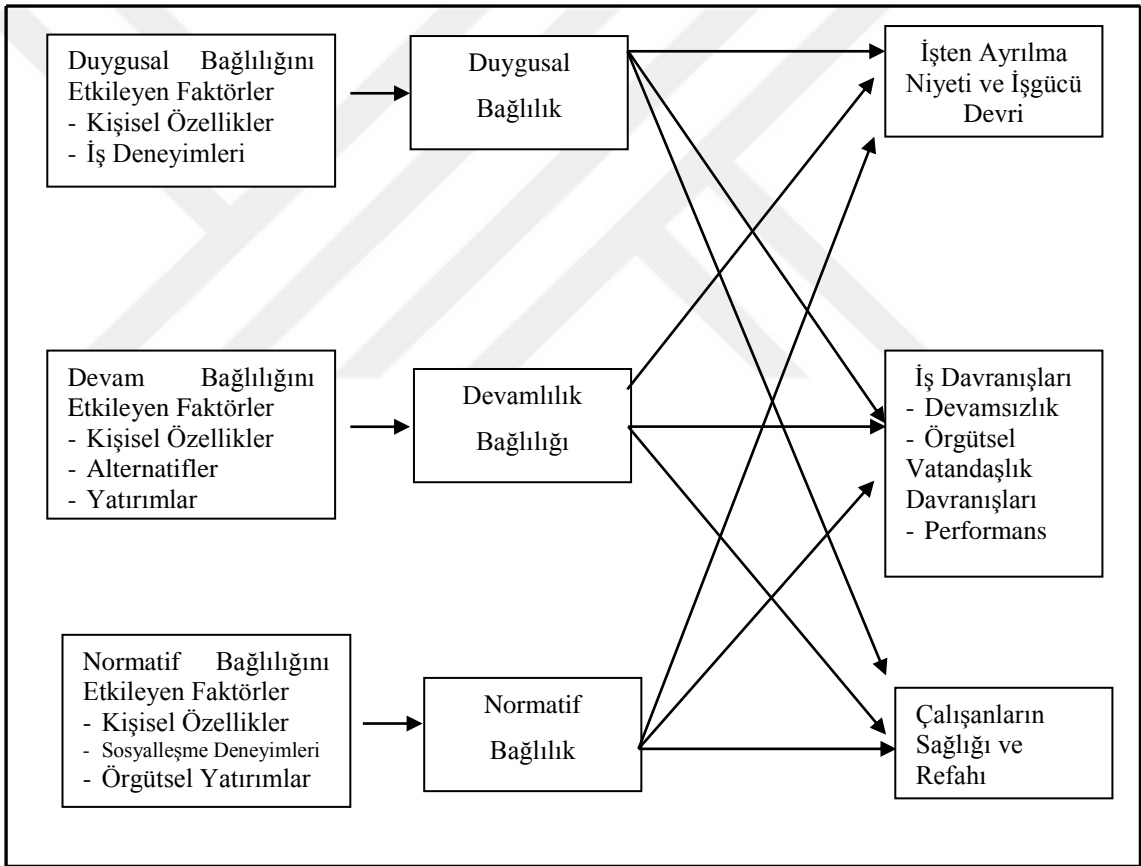 Duygusal Bağlılığını
Etkileyen Faktörler
- Kişisel Özellikler
- İş Deneyimleri
Duygusal
Bağlılık
İşten Ayrılma
Niyeti ve İşgücü
Devri
Devam Bağlılığını
Etkileyen Faktörler
- Kişisel Özellikler
- Alternatifler
- Yatırımlar
Devamlılık
Bağlılığı
İş Davranışları
- Devamsızlık
- Örgütsel
Vatandaşlık
Davranışları
- Performans
Normatif Bağlılığını
Etkileyen Faktörler
- Kişisel Özellikler
- Sosyalleşme Deneyimleri
- Örgütsel Yatırımlar
Normatif
Bağlılık
Çalışanların
Sağlığı ve
Refahı